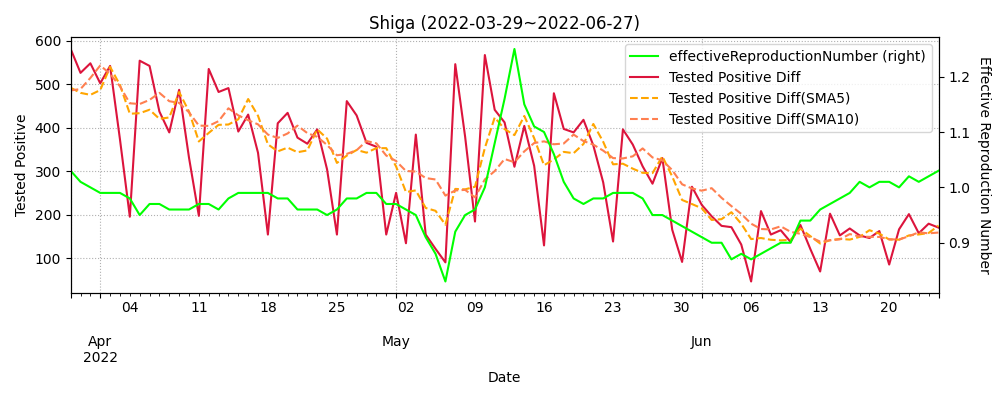 Shiga (2022-03-29~2022-06-27)
effectiveReproductionNumber (right)
Tested Positive Diff
Tested Positive Diff(SMA5)
Tested Positive Diff(SMA10)
Tested Positive
600
500
400
300
200
100
Effective Reproduction Number
1.2
1.1
1.0
0.9
04 11 18 25 02 09 16 23 30 06 13 20
Apr May Jun
2022
Date